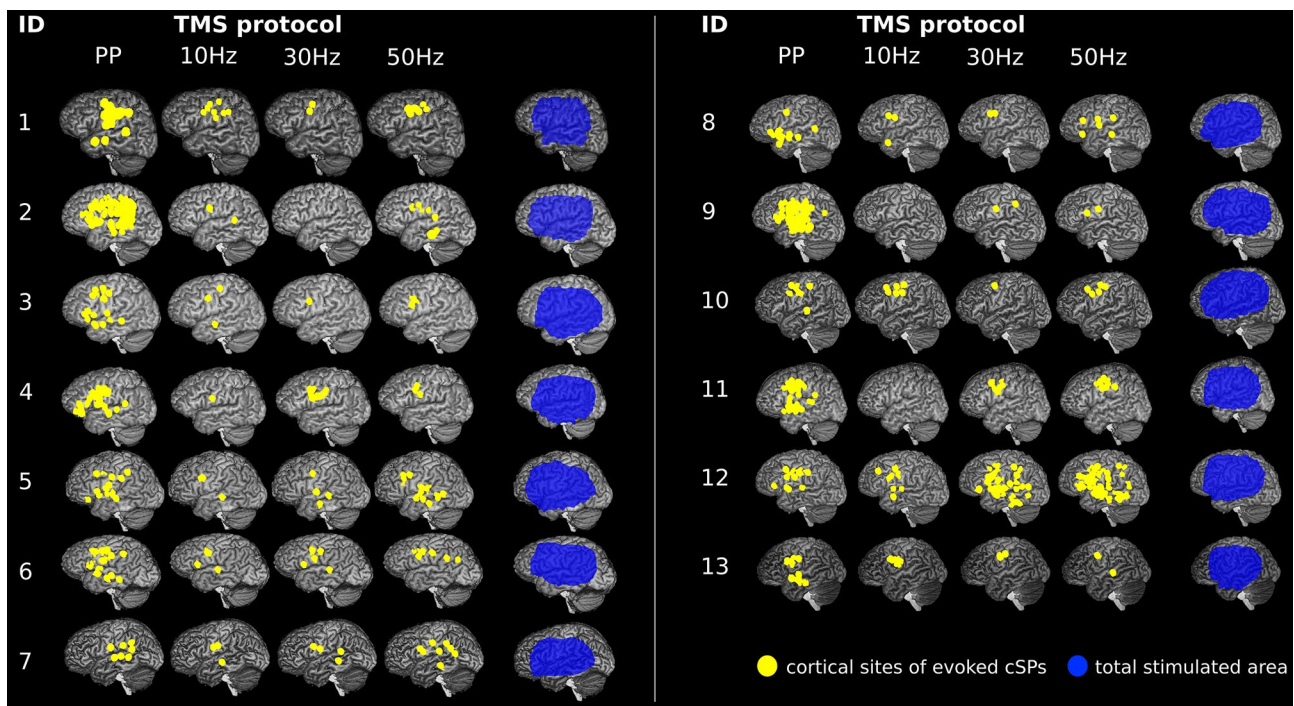 ID TMS protocol
PP 10Hz 30Hz 50Hz
1
2
3
4
5
6
7
ID TMS protocol
PP 10Hz 30Hz 50Hz
8
9
10
11
12
13
cortical sites of evoked cSPs total stimulated area